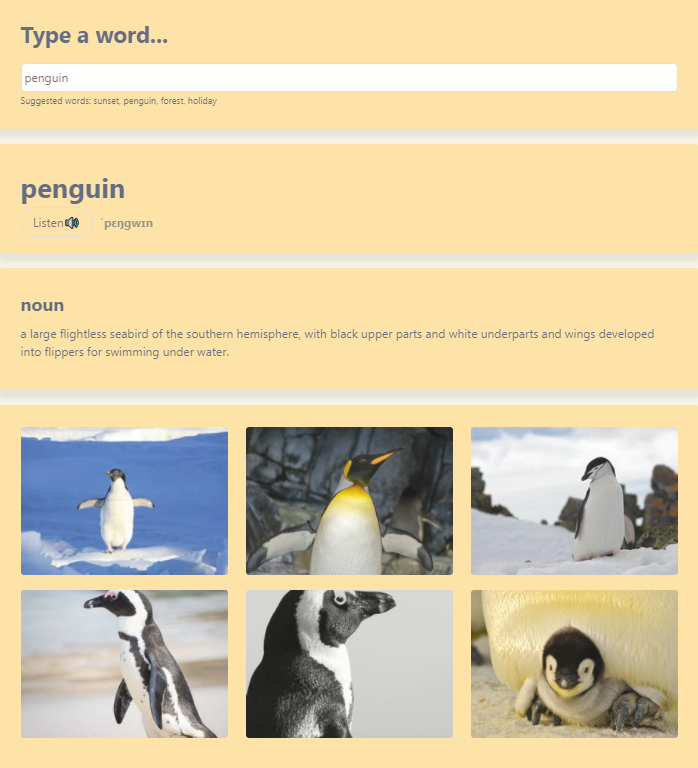 Type a word...
penguin
Suggested words: sunset, penguin, forest, holiday
penguin
Listen🔊 ˈpɛŋɡwɪn
noun
a large flightless seabird of the southern hemisphere, with black upper parts and white underparts and wings developed
into flippers for swimming under water.